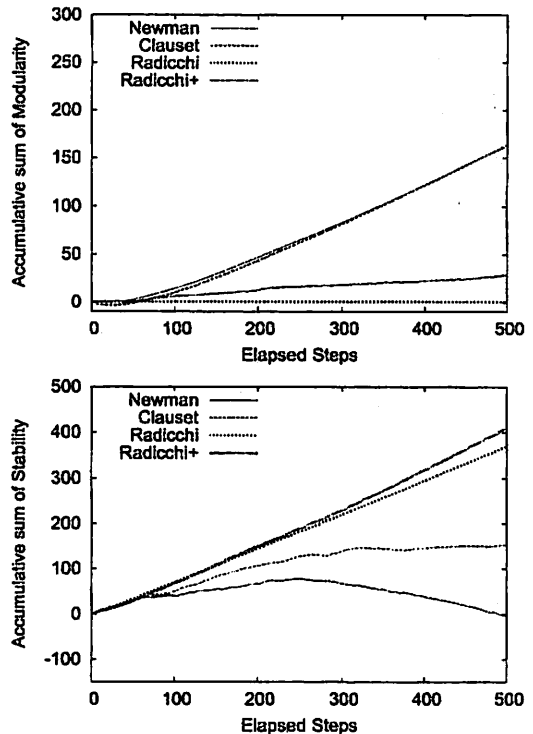 300
250
200
150
100
50
0
Accumulative sum of Modularity
Newman
Clauset
Radicchi
Radicchi+
0 100 200 300 400 500
Elapsed Steps
500
400
300
200
100
0
-100
Accumulative sum of Stability
Newman
Clauset
Radicchi
Radicchi+
0 100 200 300 400 500
Elapsed Steps